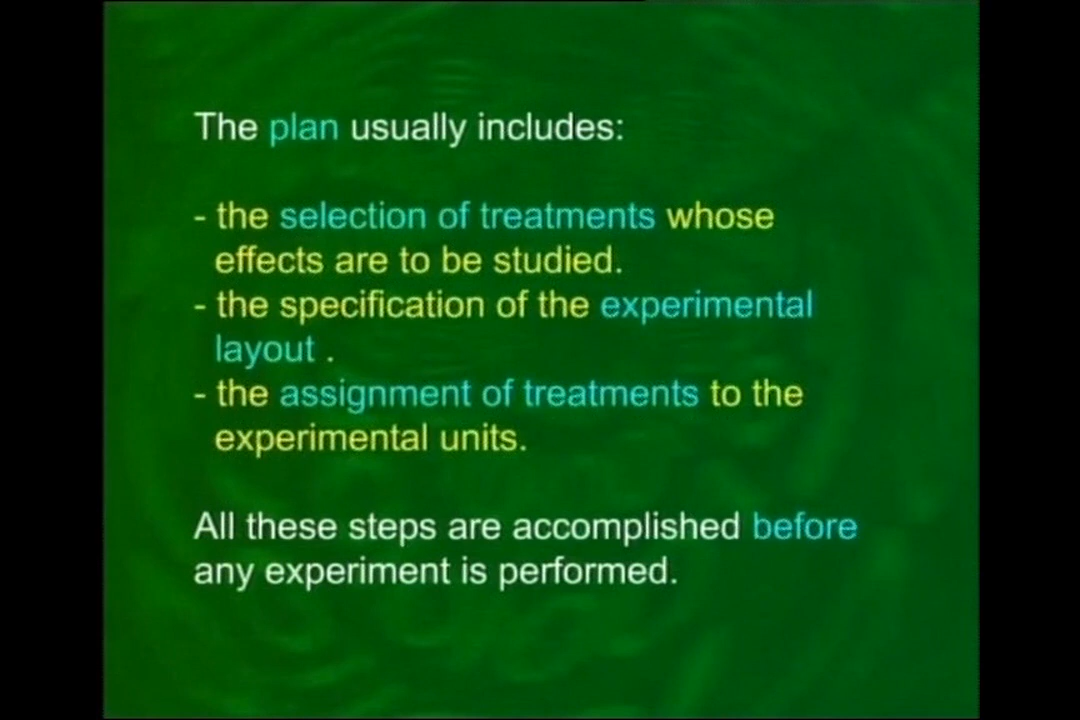 The plan usually includes:
- the selection of treatments whose
effects are to be studied.
- the specification of the experimental
layout .
- the assignment of treatments to the
experimental units.
All these steps are accomplished before
any experiment is performed.